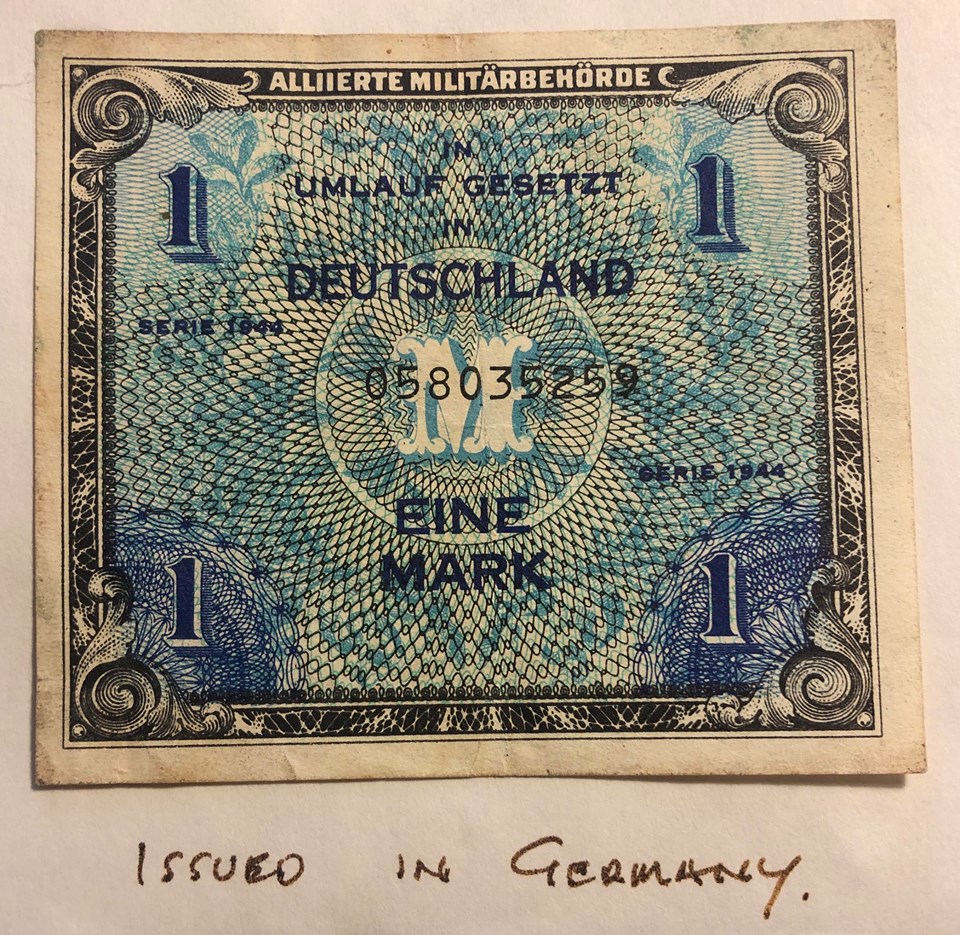 ALLIIERTE MILITÄRBEHÖRDE
1 1
IN
UMLAUF GESETZT
IN
DEUTSCHLAND
SERIE 1944
M
058035259
SERIE 1944
EINE
MARK
1 1
ISSUED IN GERMANY.